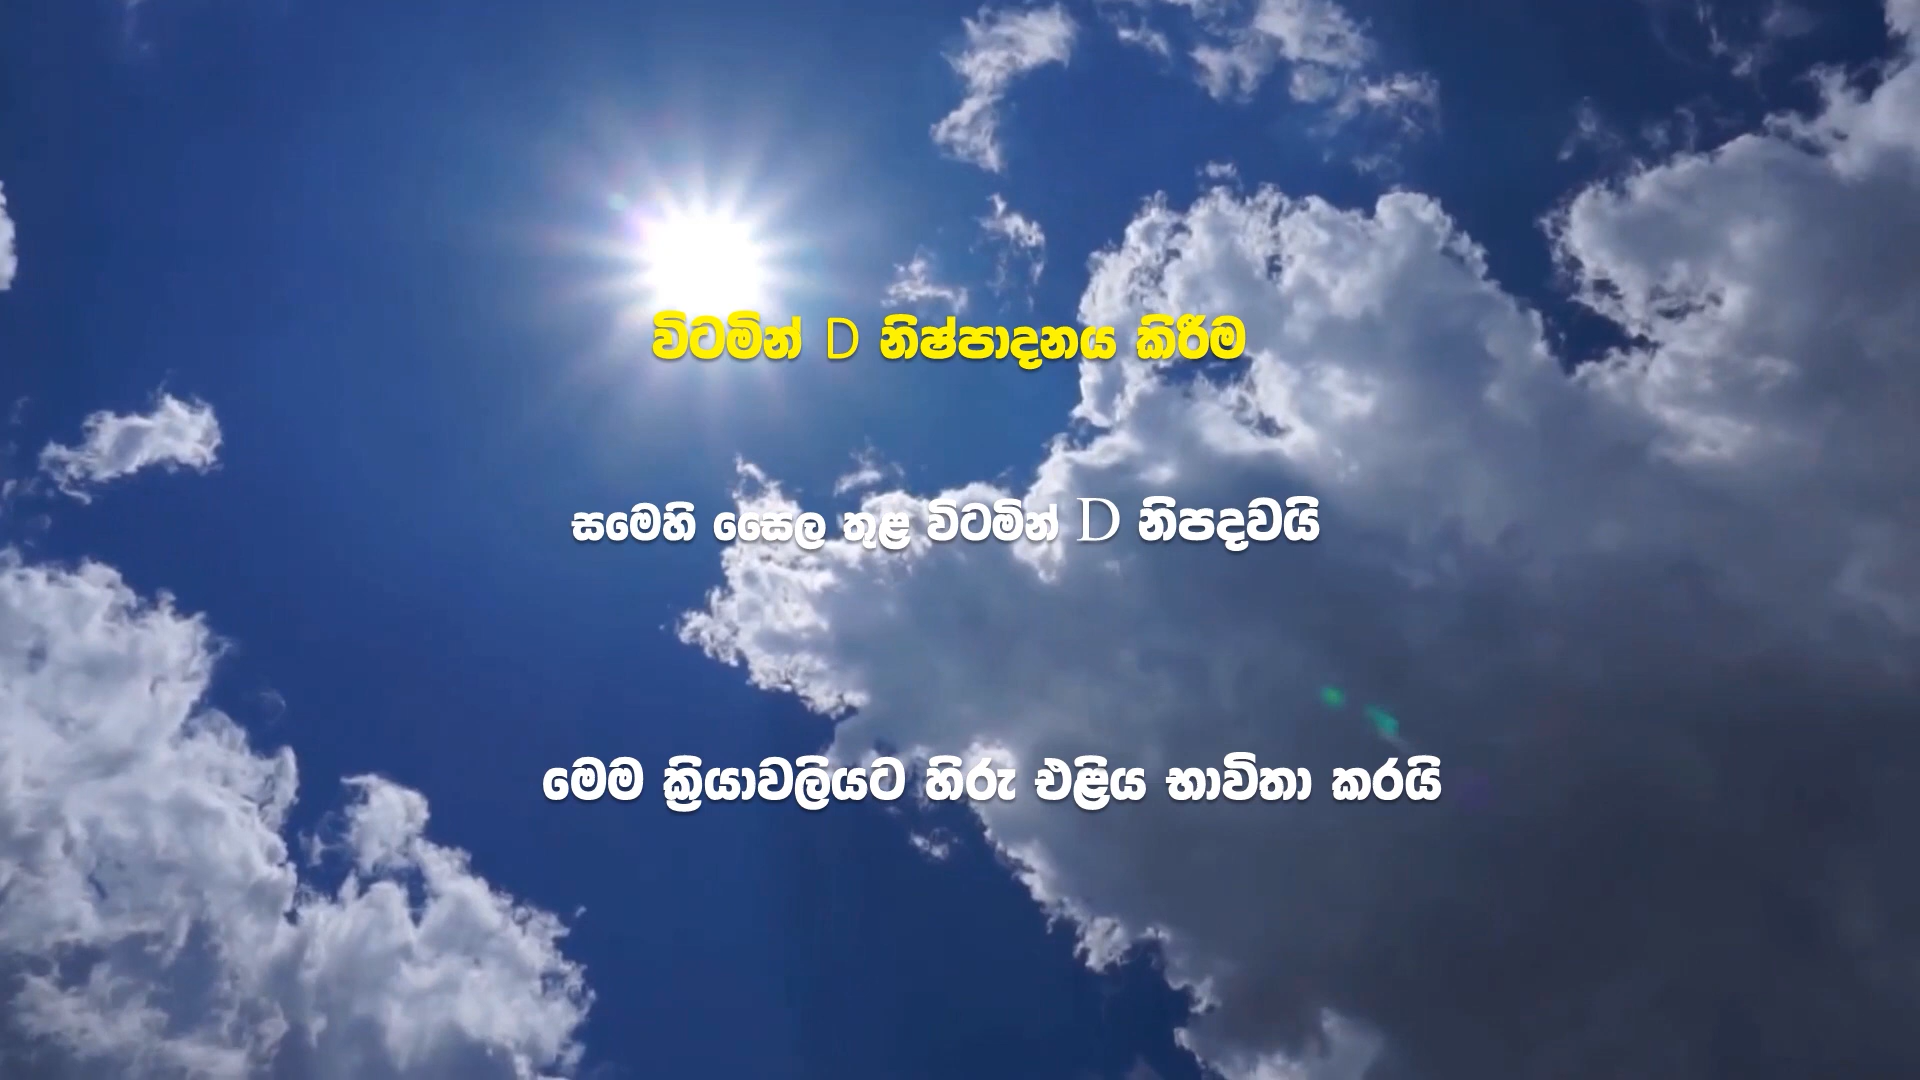 විටමින් D නිෂ්පාදනය කිරීම
සමෙහි සෛල තුළ විටමින් D නිපදවයි
මෙම ක්‍රියාවලියට හිරු එළිය භාවිතා කරයි